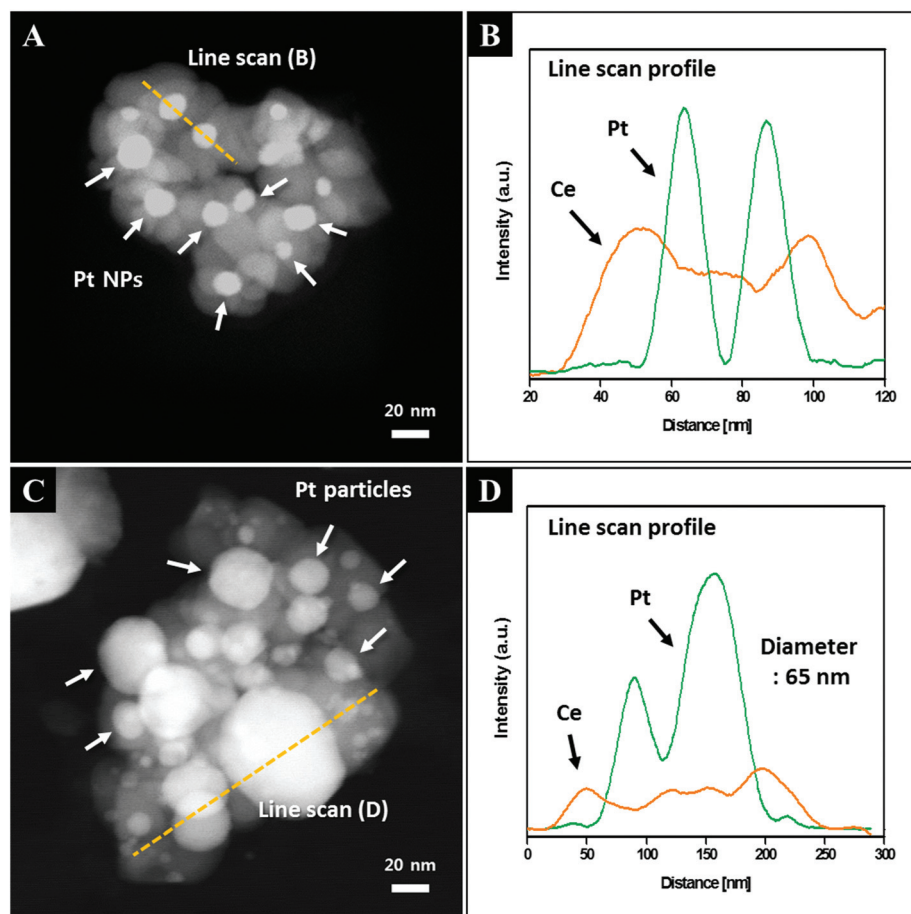 A
Line scan (B)
Pt NPs
20 nm
B
Line scan profile
Pt
Ce
Intensity (a.u.)
20 40 60 80 100 120
Distance [nm]
C
Pt particles
Line scan (D)
20 nm
D
Line scan profile
Pt
Diameter
: 65 nm
Ce
Intensity (a.u.)
0 50 100 150 200 250 300
Distance [nm]